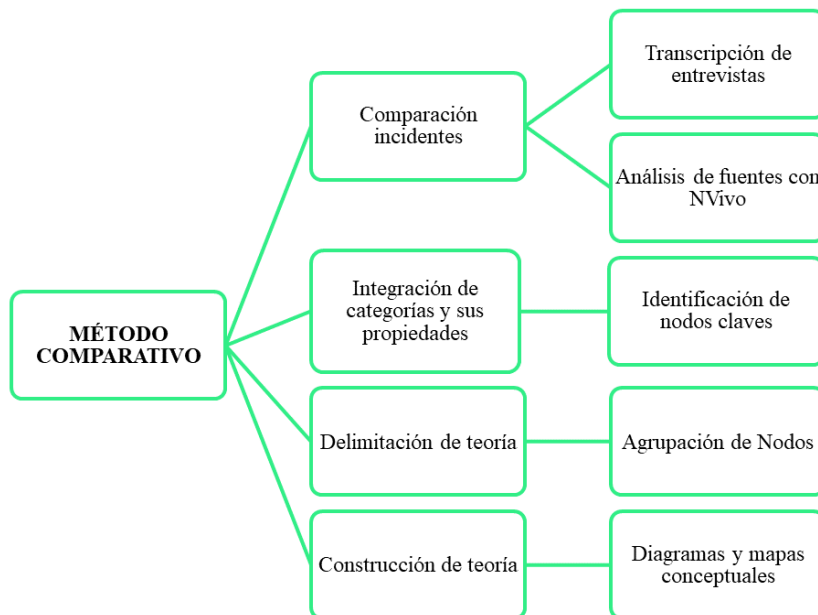 MÉTODO
COMPARATIVO
Comparación
incidentes
Transcripción de
entrevistas
Análisis de fuentes con
NVivo
Integración de
categorías y sus
propiedades
Identificación de
nodos claves
Delimitación de teoría
Agrupación de Nodos
Construcción de teoría
Diagramas y mapas
conceptuales